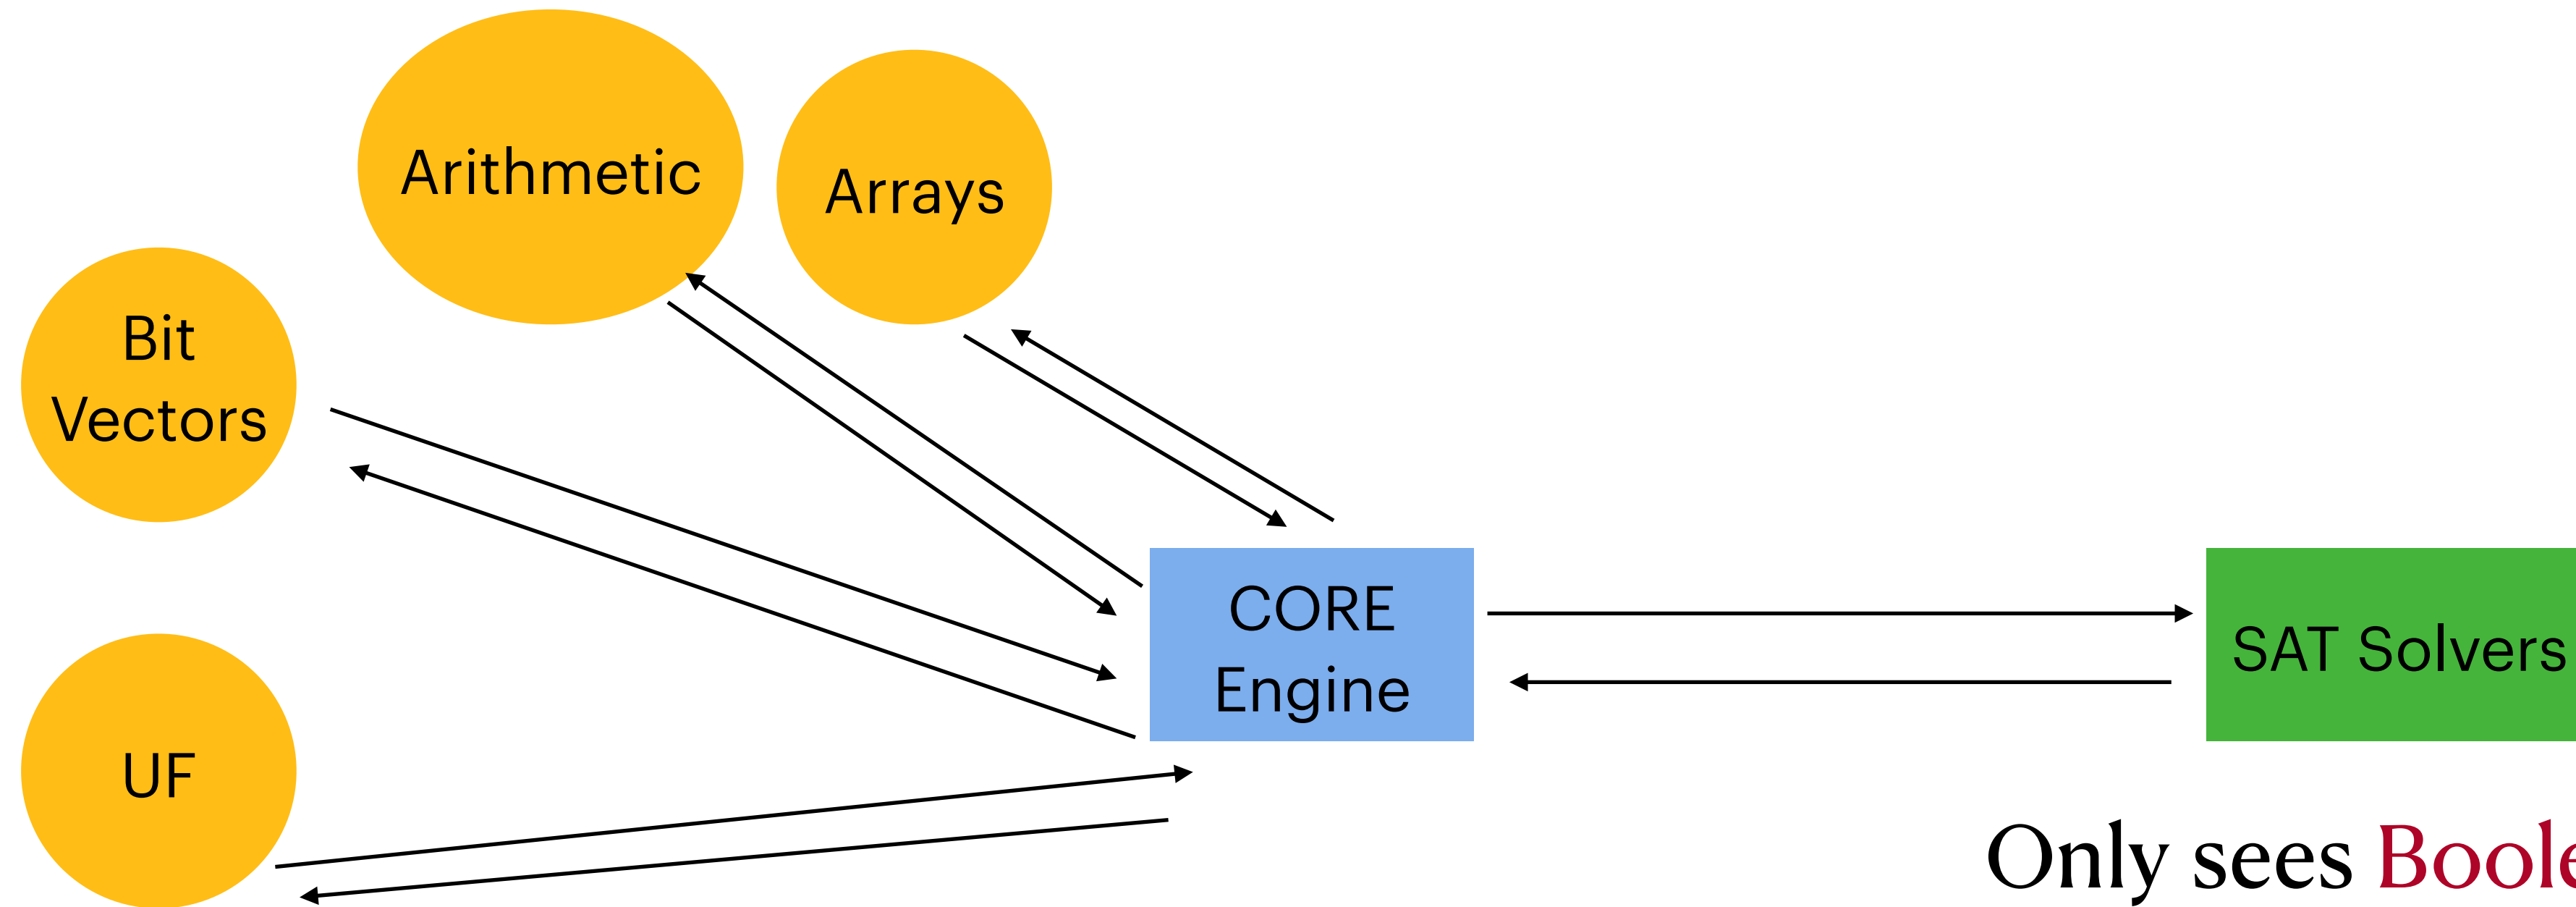 Arithmetic
Arrays
Bit
Vectors
CORE
Engine
SAT Solvers
UF
Only sees